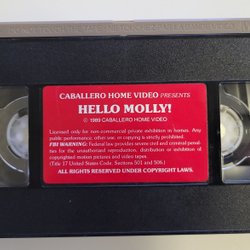 CABALLERO HOME VIDEO PRESENTS
HELLO MOLLY!
© 1989 CABALLERO HOME VIDEO
Licensed only for non-commercial private exhibition in homes. Any
public performance, other use, or copying is strictly prohibited.
FBI WARNING: Federal law provides severe civil and criminal penal-
ties for the unauthorized reproduction, distribution or exhibition of
copyrighted motion pictures and video tapes.
(Title 17 United States Code, Sections 501 and 506.)
ALL RIGHTS RESERVED UNDER COPYRIGHT LAWS.